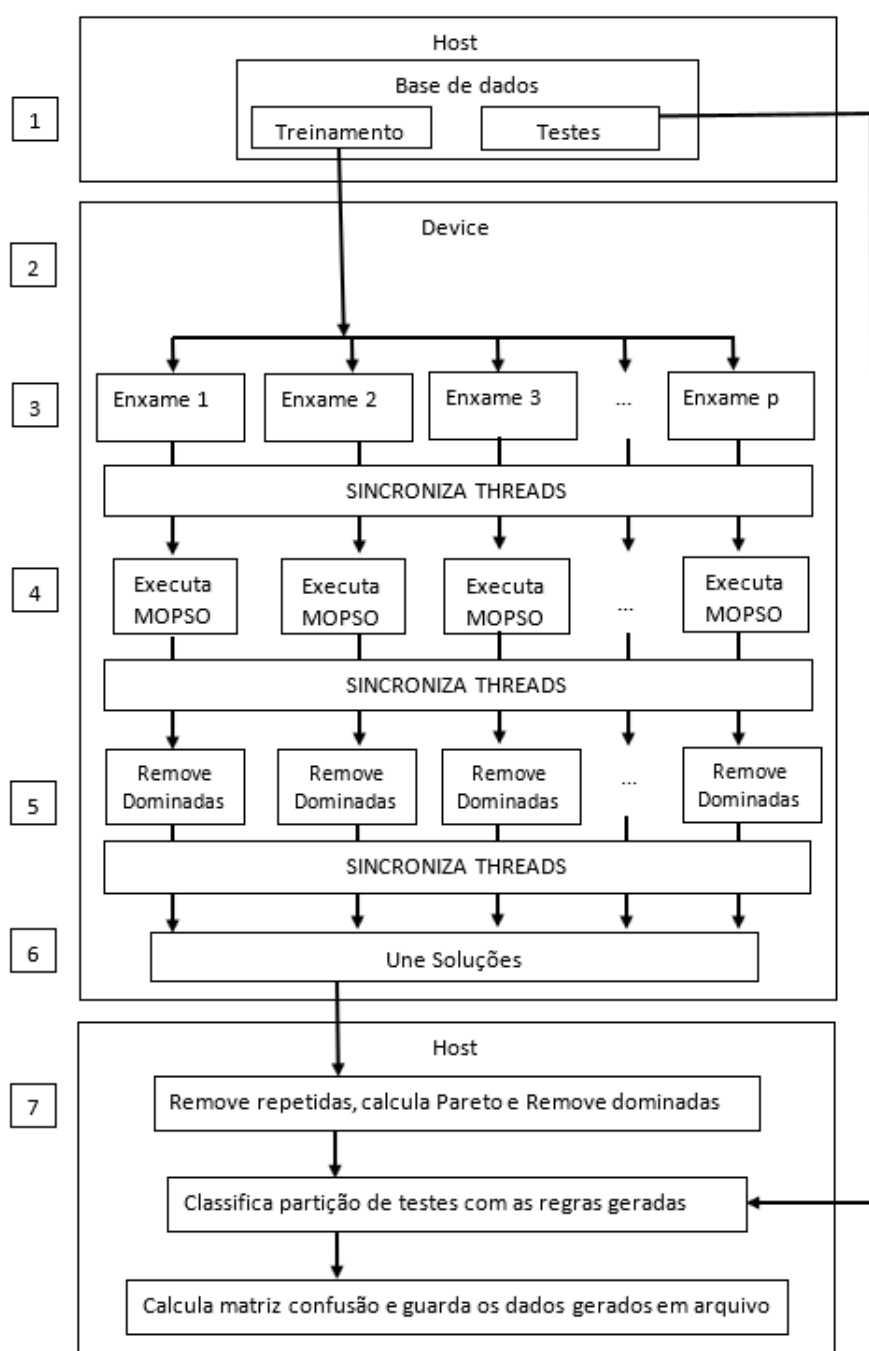 Host
Base de dados
1
Treinamento
Testes
Device
2
3
Enxame 1
Enxame 2
Enxame 3
...
Enxame p
SINCRONIZA THREADS
4
Executa
MOPSO
Executa
MOPSO
Executa
MOPSO
...
Executa
MOPSO
SINCRONIZA THREADS
5
Remove
Dominadas
Remove
Dominadas
Remove
Dominadas
...
Remove
Dominadas
SINCRONIZA THREADS
6
Une Soluções
Host
7
Remove repetidas, calcula Pareto e Remove dominadas
Classifica partição de testes com as regras geradas
Calcula matriz confusão e guarda os dados gerados em arquivo